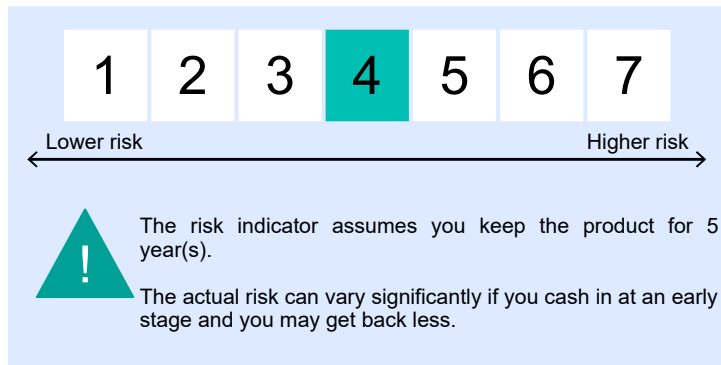 1 2 3 4 5 6 7
Lower risk Higher risk
!
The risk indicator assumes you keep the product for 5
year(s).
The actual risk can vary significantly if you cash in at an early
stage and you may get back less.